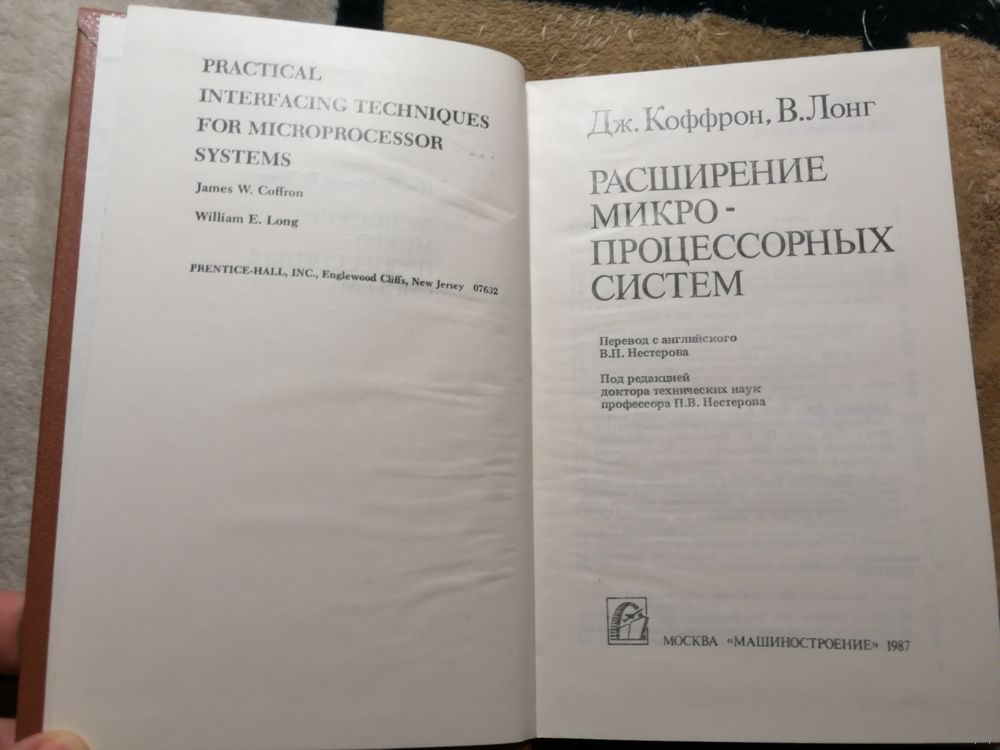 PRACTICAL
INTERFACING TECHNIQUES
FOR MICROPROCESSOR
SYSTEMS
James W. Coffron
William E. Long
PRENTICE-HALL, INC., Englewood Cliffs, New Jersey 07632
Дж. Коффрон, В. Лонг
РАСШИРЕНИЕ
МИКРО-
ПРОЦЕССОРНЫХ
СИСТЕМ
Перевод с английского
В.П. Нестерова
Под редакцией
доктора технических наук
профессора П.В. Нестерова
МОСКВА «МАШИНОСТРОЕНИЕ» 1987